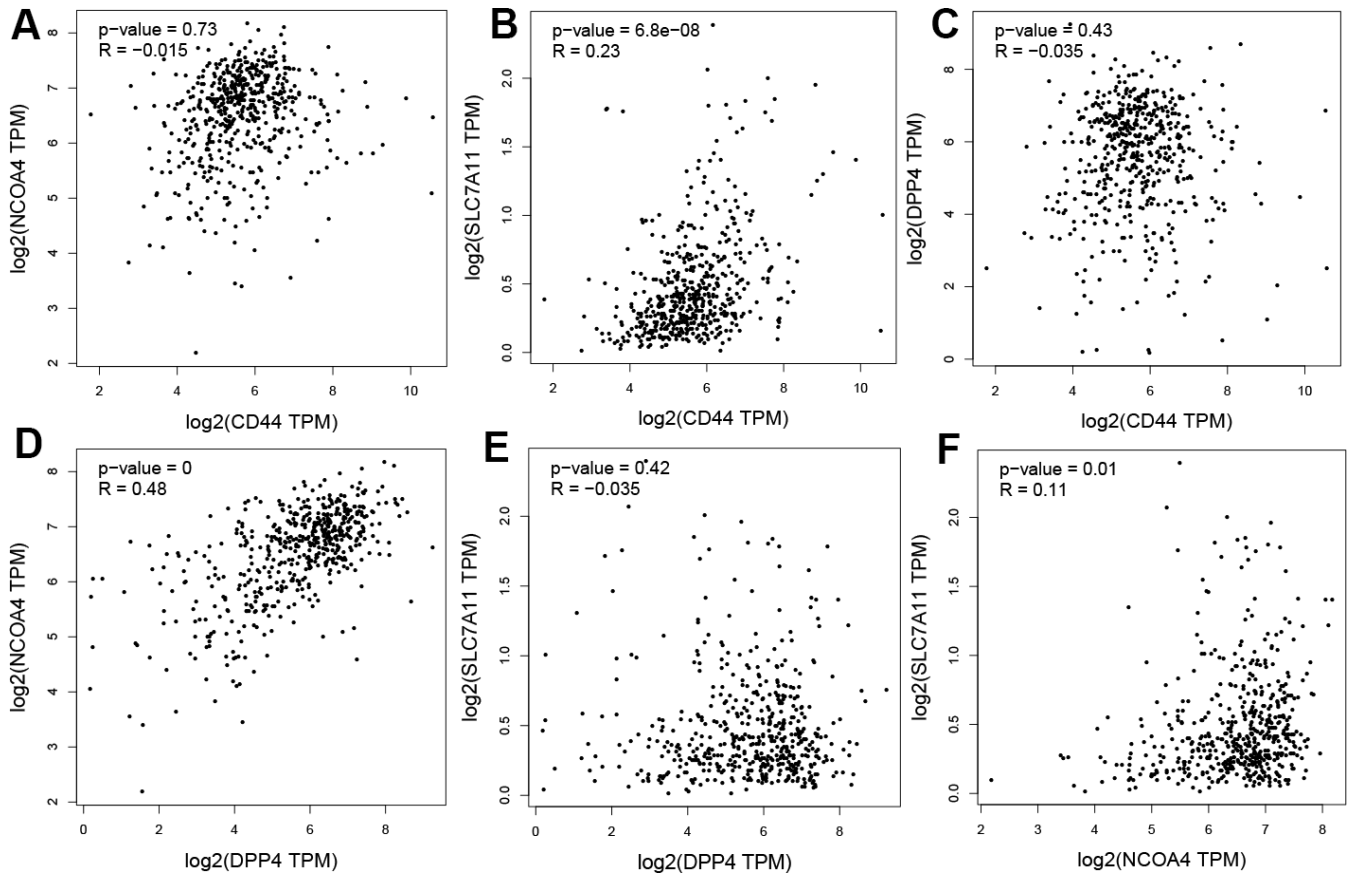 A
p-value = 0.73
R = −0.015
log2(NCOA4 TPM)
8
7
6
5
4
3
2
2 4 6 8 10
log2(CD44 TPM)
B
p-value = 6.8e−08
R = 0.23
log2(SLC7A11 TPM)
2.0
1.5
1.0
0.5
0.0
2 4 6 8 10
log2(CD44 TPM)
C
p-value = 0.43
R = −0.035
log2(DPP4 TPM)
8
6
4
2
0
2 4 6 8 10
log2(CD44 TPM)
D
p-value = 0
R = 0.48
log2(NCOA4 TPM)
8
7
6
5
4
3
2
0 2 4 6 8
log2(DPP4 TPM)
E
p-value = 0.42
R = −0.035
log2(SLC7A11 TPM)
2.0
1.5
1.0
0.5
0.0
0 2 4 6 8
log2(DPP4 TPM)
F
p-value = 0.01
R = 0.11
log2(SLC7A11 TPM)
2.0
1.5
1.0
0.5
0.0
2 3 4 5 6 7 8
log2(NCOA4 TPM)